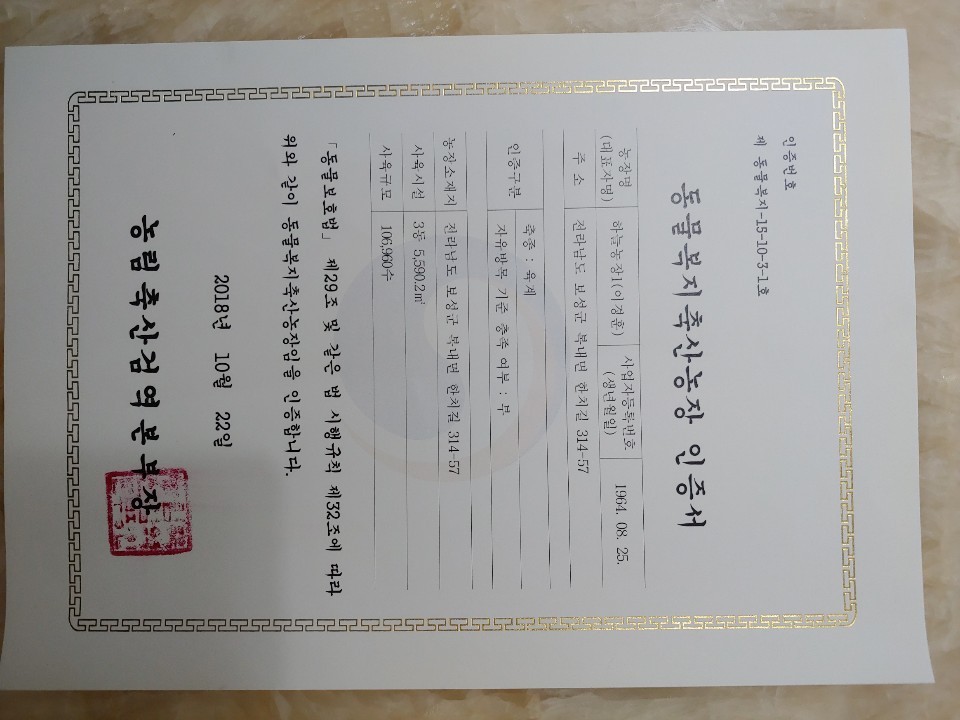 인증번호
제 동물복지-15-10-3-1호
동물복지축산농장 인증서
농장명 (대표자명) 하늘농장1(이경훈) 사업자등록번호 (생년월일) 1964. 08. 25.
주 소 전라남도 보성군 복내면 한치길 314-57
인증구분 축종 : 육계
자유방목 기준 충족 여부 : 부
농장소재지 전라남도 보성군 복내면 한치길 314-57
사육시설 3동 5,590.2㎡
사육규모 106,960수
「동물보호법」 제29조 및 같은 법 시행규칙 제32조에 따라
위와 같이 동물복지축산농장임을 인증합니다.
2018년 10월 22일
농림축산검역본부장